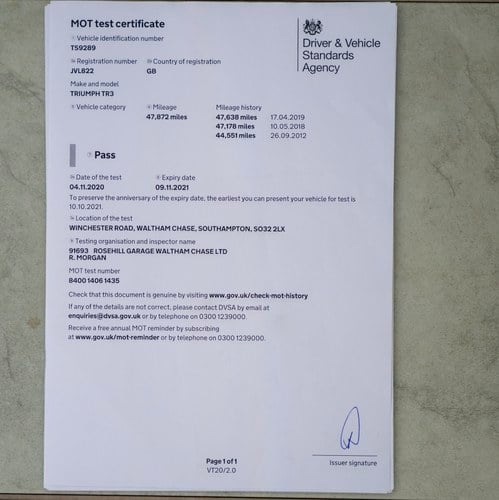 MOT test certificate
Vehicle identification number
TS9289
Registration number Country of registration
JVL822 GB
Make and model
TRIUMPH TR3
Vehicle category Mileage Mileage history
47,872 miles 47,638 miles 17.04.2019
47,178 miles 10.05.2018
44,551 miles 26.09.2012
Driver & Vehicle
Standards
Agency
Pass
Date of the test Expiry date
04.11.2020 09.11.2021
To preserve the anniversary of the expiry date, the earliest you can present your vehicle for test is
10.10.2021.
Location of the test
WINCHESTER ROAD, WALTHAM CHASE, SOUTHAMPTON, SO32 2LX
Testing organisation and inspector name
91693 ROSEHILL GARAGE WALTHAM CHASE LTD
R. MORGAN
MOT test number
8400 1406 1435
Check that this document is genuine by visiting www.gov.uk/check-mot-history
If any of the details are not correct, please contact DVSA by email at
enquiries@dvsa.gov.uk or by telephone on 0300 1239000.
Receive a free annual MOT reminder by subscribing
at www.gov.uk/mot-reminder or by telephone on 0300 1239000.
Issuer signature
Page 1 of 1
VT20/2.0